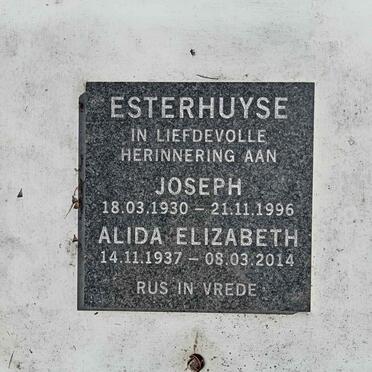 ESTERHUYSE
IN LIEFDEVOLLE
HERINNERING AAN
JOSEPH
18.03.1930 – 21.11.1996
ALIDA ELIZABETH
14.11.1937 – 08.03.2014
RUS IN VREDE